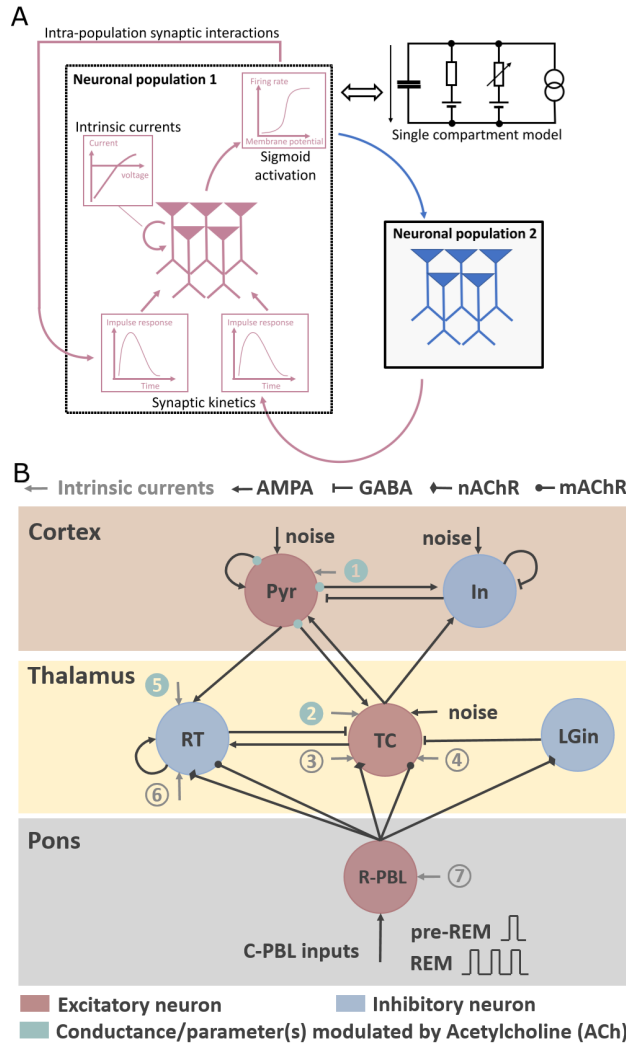 A
Intra-population synaptic interactions
Neuronal population 1
Firing rate
Membrane potential
Sigmoid
activation
Intrinsic currents
Current
voltage
Single compartment model
Neuronal population 2
Impulse response
Time
Impulse response
Time
Synaptic kinetics
B
Intrinsic currents AMPA GABA nAChR mAChR
Cortex
noise noise
1
Pyr In
Thalamus
5
2 noise
RT TC LGin
3 4
6
Pons
R-PBL 7
C-PBL inputs
pre-REM
REM
Excitatory neuron Inhibitory neuron
Conductance/parameter(s) modulated by Acetylcholine (ACh)